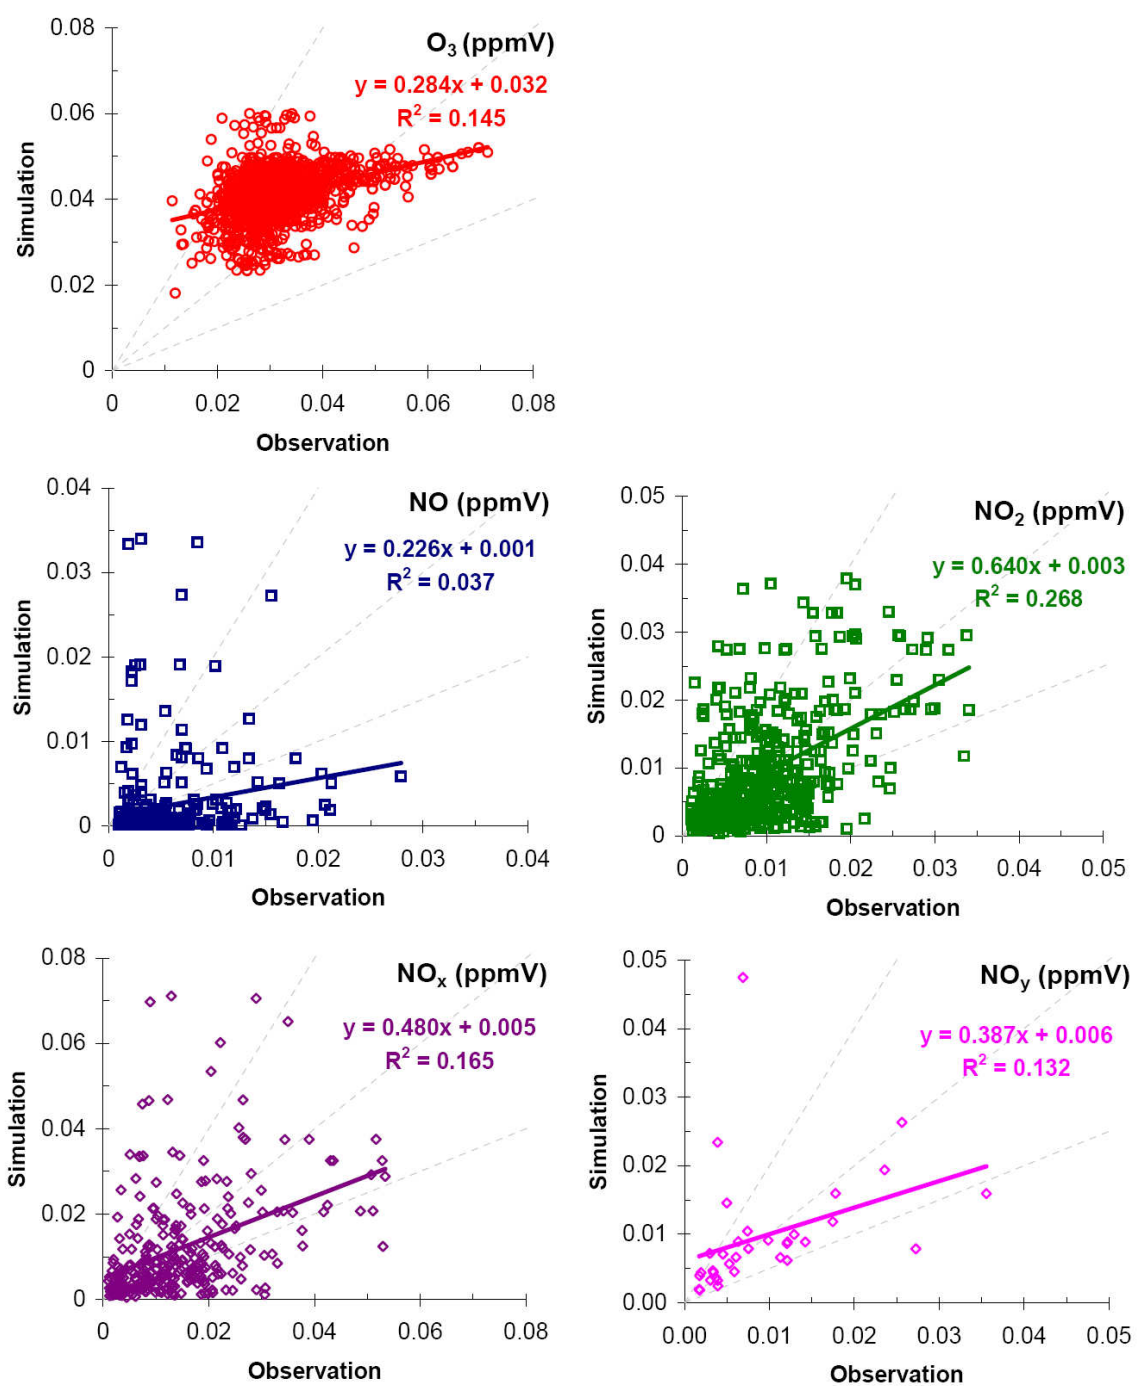 O3 (ppmV)
y = 0.284x + 0.032
R2 = 0.145
0.08
0.06
0.04
0.02
0
Simulation
0 0.02 0.04 0.06 0.08
Observation
NO (ppmV)
y = 0.226x + 0.001
R2 = 0.037
0.04
0.03
0.02
0.01
0
Simulation
0 0.01 0.02 0.03 0.04
Observation
NO2 (ppmV)
y = 0.640x + 0.003
R2 = 0.268
0.05
0.04
0.03
0.02
0.01
0
Simulation
0 0.01 0.02 0.03 0.04 0.05
Observation
NOx (ppmV)
y = 0.480x + 0.005
R2 = 0.165
0.08
0.06
0.04
0.02
0
Simulation
0 0.02 0.04 0.06 0.08
Observation
NOy (ppmV)
y = 0.387x + 0.006
R2 = 0.132
0.05
0.04
0.03
0.02
0.01
0.00
Simulation
0.00 0.01 0.02 0.03 0.04 0.05
Observation